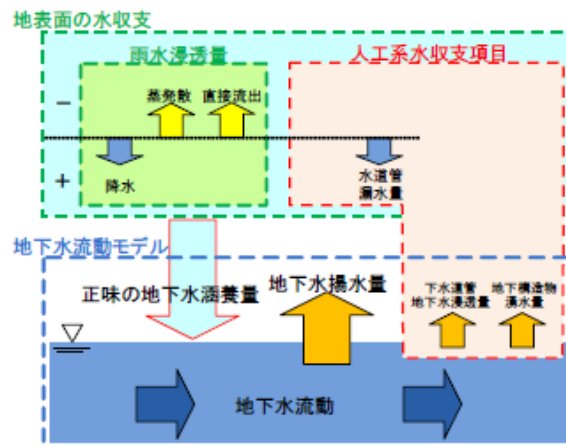 地表面の水収支
雨水浸透量
人工系水収支項目
－
蒸発散
直接流出
＋
降水
水道管
漏水量
地下水流動モデル
正味の地下水涵養量
地下水揚水量
下水道管
地下水浸透量
地下構造物
湧水量
地下水流動